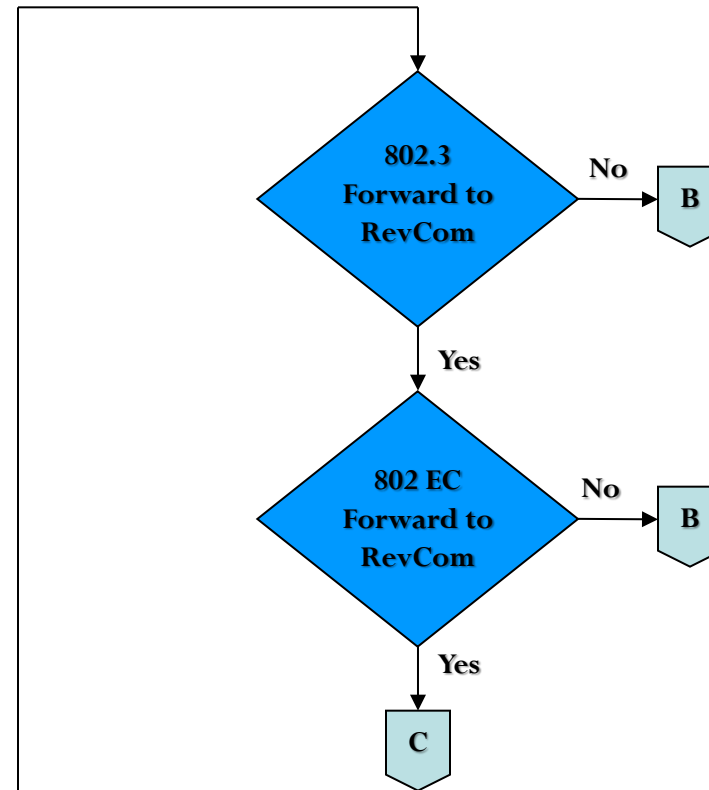 802.3
Forward to
RevCom
No
B
Yes
802 EC
Forward to
RevCom
No
B
Yes
C